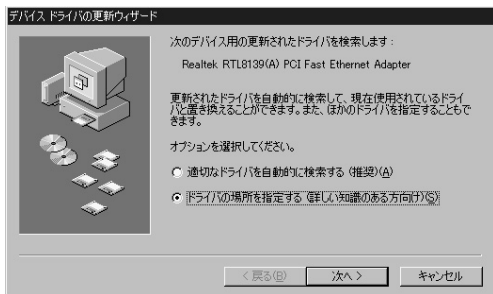 デバイス ドライバの更新ウィザード
次のデバイス用の更新されたドライバを検索します：
Realtek RTL8139(A) PCI Fast Ethernet Adapter
更新されたドライバを自動的に検索して、現在使用されているドライ
バと置き換えることができます。また、ほかのドライバを指定することもで
きます。
オプションを選択してください。
適切なドライバを自動的に検索する (推奨)(A)
ドライバの場所を指定する (詳しい知識のある方向け)(S)
< 戻る(B) 次へ > キャンセル